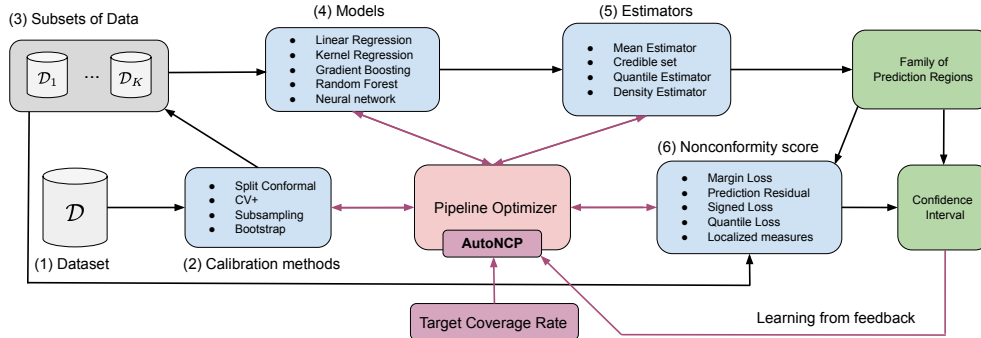 (3) Subsets of Data
𝒟1 ... 𝒟K
(4) Models
● Linear Regression
● Kernel Regression
● Gradient Boosting
● Random Forest
● Neural network
(5) Estimators
● Mean Estimator
● Credible set
● Quantile Estimator
● Density Estimator
Family of
Prediction Regions
𝒟
(1) Dataset
● Split Conformal
● CV+
● Subsampling
● Bootstrap
(2) Calibration methods
Pipeline Optimizer
AutoNCP
Target Coverage Rate
(6) Nonconformity score
● Margin Loss
● Prediction Residual
● Signed Loss
● Quantile Loss
● Localized measures
Confidence
Interval
Learning from feedback